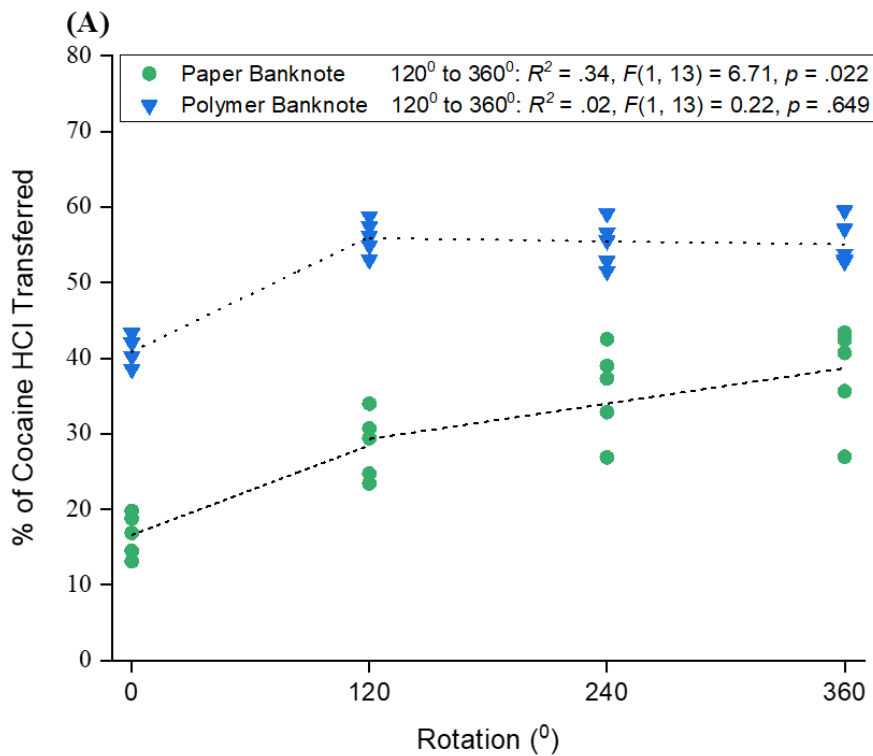 (A)
80
Paper Banknote 120⁰ to 360⁰: R² = .34, F(1, 13) = 6.71, p = .022
Polymer Banknote 120⁰ to 360⁰: R² = .02, F(1, 13) = 0.22, p = .649
70
60
50
40
30
20
10
0
% of Cocaine HCl Transferred
0 120 240 360
Rotation (⁰)